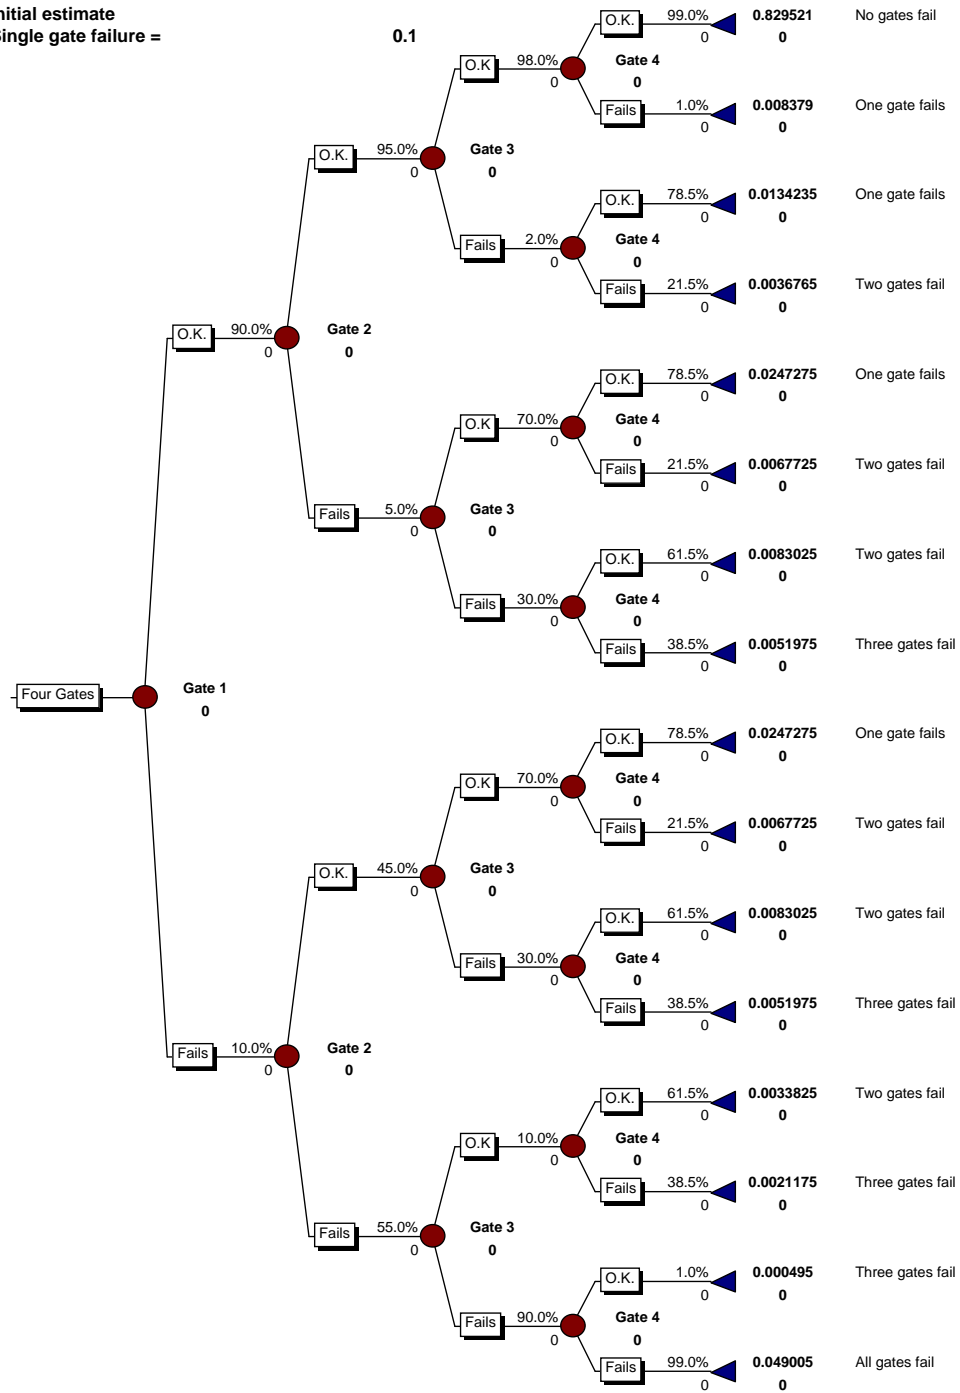 nitial estimate
Single gate failure = 0.1
O.K. 99.0% 0.829521 No gates fail
0 0
O.K 98.0% Gate 4
0 0
Fails 1.0% 0.008379 One gate fails
0 0
O.K. 95.0% Gate 3
0 0
O.K. 78.5% 0.0134235 One gate fails
0 0
Fails 2.0% Gate 4
0 0
Fails 21.5% 0.0036765 Two gates fail
0 0
O.K. 90.0% Gate 2
0 0
O.K. 78.5% 0.0247275 One gate fails
0 0
O.K 70.0% Gate 4
0 0
Fails 21.5% 0.0067725 Two gates fail
0 0
Fails 5.0% Gate 3
0 0
O.K. 61.5% 0.0083025 Two gates fail
0 0
Fails 30.0% Gate 4
0 0
Fails 38.5% 0.0051975 Three gates fail
0 0
Four Gates Gate 1
0
O.K. 78.5% 0.0247275 One gate fails
0 0
O.K 70.0% Gate 4
0 0
Fails 21.5% 0.0067725 Two gates fail
0 0
O.K. 45.0% Gate 3
0 0
O.K. 61.5% 0.0083025 Two gates fail
0 0
Fails 30.0% Gate 4
0 0
Fails 38.5% 0.0051975 Three gates fail
0 0
Fails 10.0% Gate 2
0 0
O.K. 61.5% 0.0033825 Two gates fail
0 0
O.K 10.0% Gate 4
0 0
Fails 38.5% 0.0021175 Three gates fail
0 0
Fails 55.0% Gate 3
0 0
O.K. 1.0% 0.000495 Three gates fail
0 0
Fails 90.0% Gate 4
0 0
Fails 99.0% 0.049005 All gates fail
0 0